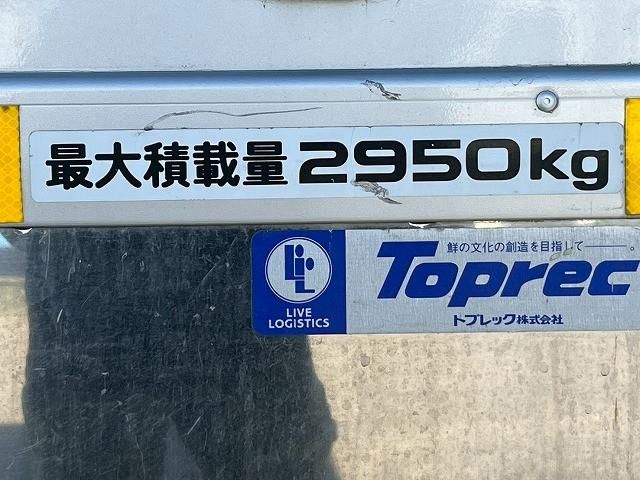 最大積載量 2950kg
鮮の文化の創造を目指して――。
Toprec
LIVE
LOGISTICS
トプレック株式会社